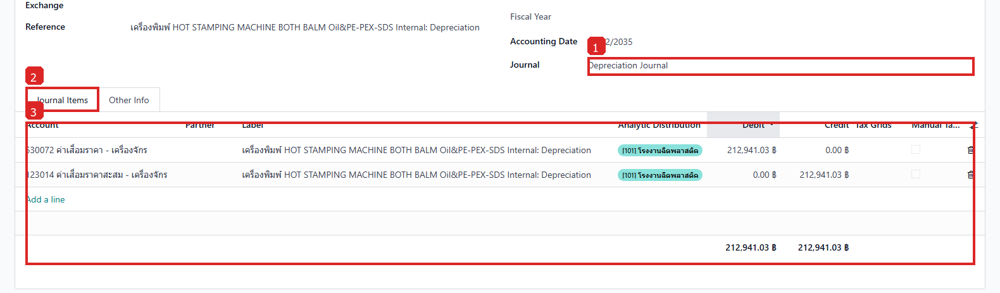 Exchange
Fiscal Year
Reference เครื่องพิมพ์ HOT STAMPING MACHINE BOTH BALM Oil&PE-PEX-SDS Internal: Depreciation
Accounting Date 2/2035
1
Journal Depreciation Journal
2
Journal Items Other Info
3
Account Partner Label Analytic Distribution Debit Credit Tax Grids Manual Ta...
530072 ค่าเสื่อมราคา - เครื่องจักร เครื่องพิมพ์ HOT STAMPING MACHINE BOTH BALM Oil&PE-PEX-SDS Internal: Depreciation [101] โรงงานฉีดพลาสติค 212,941.03 ฿ 0.00 ฿
123014 ค่าเสื่อมราคาสะสม - เครื่องจักร เครื่องพิมพ์ HOT STAMPING MACHINE BOTH BALM Oil&PE-PEX-SDS Internal: Depreciation [101] โรงงานฉีดพลาสติค 0.00 ฿ 212,941.03 ฿
Add a line
212,941.03 ฿ 212,941.03 ฿